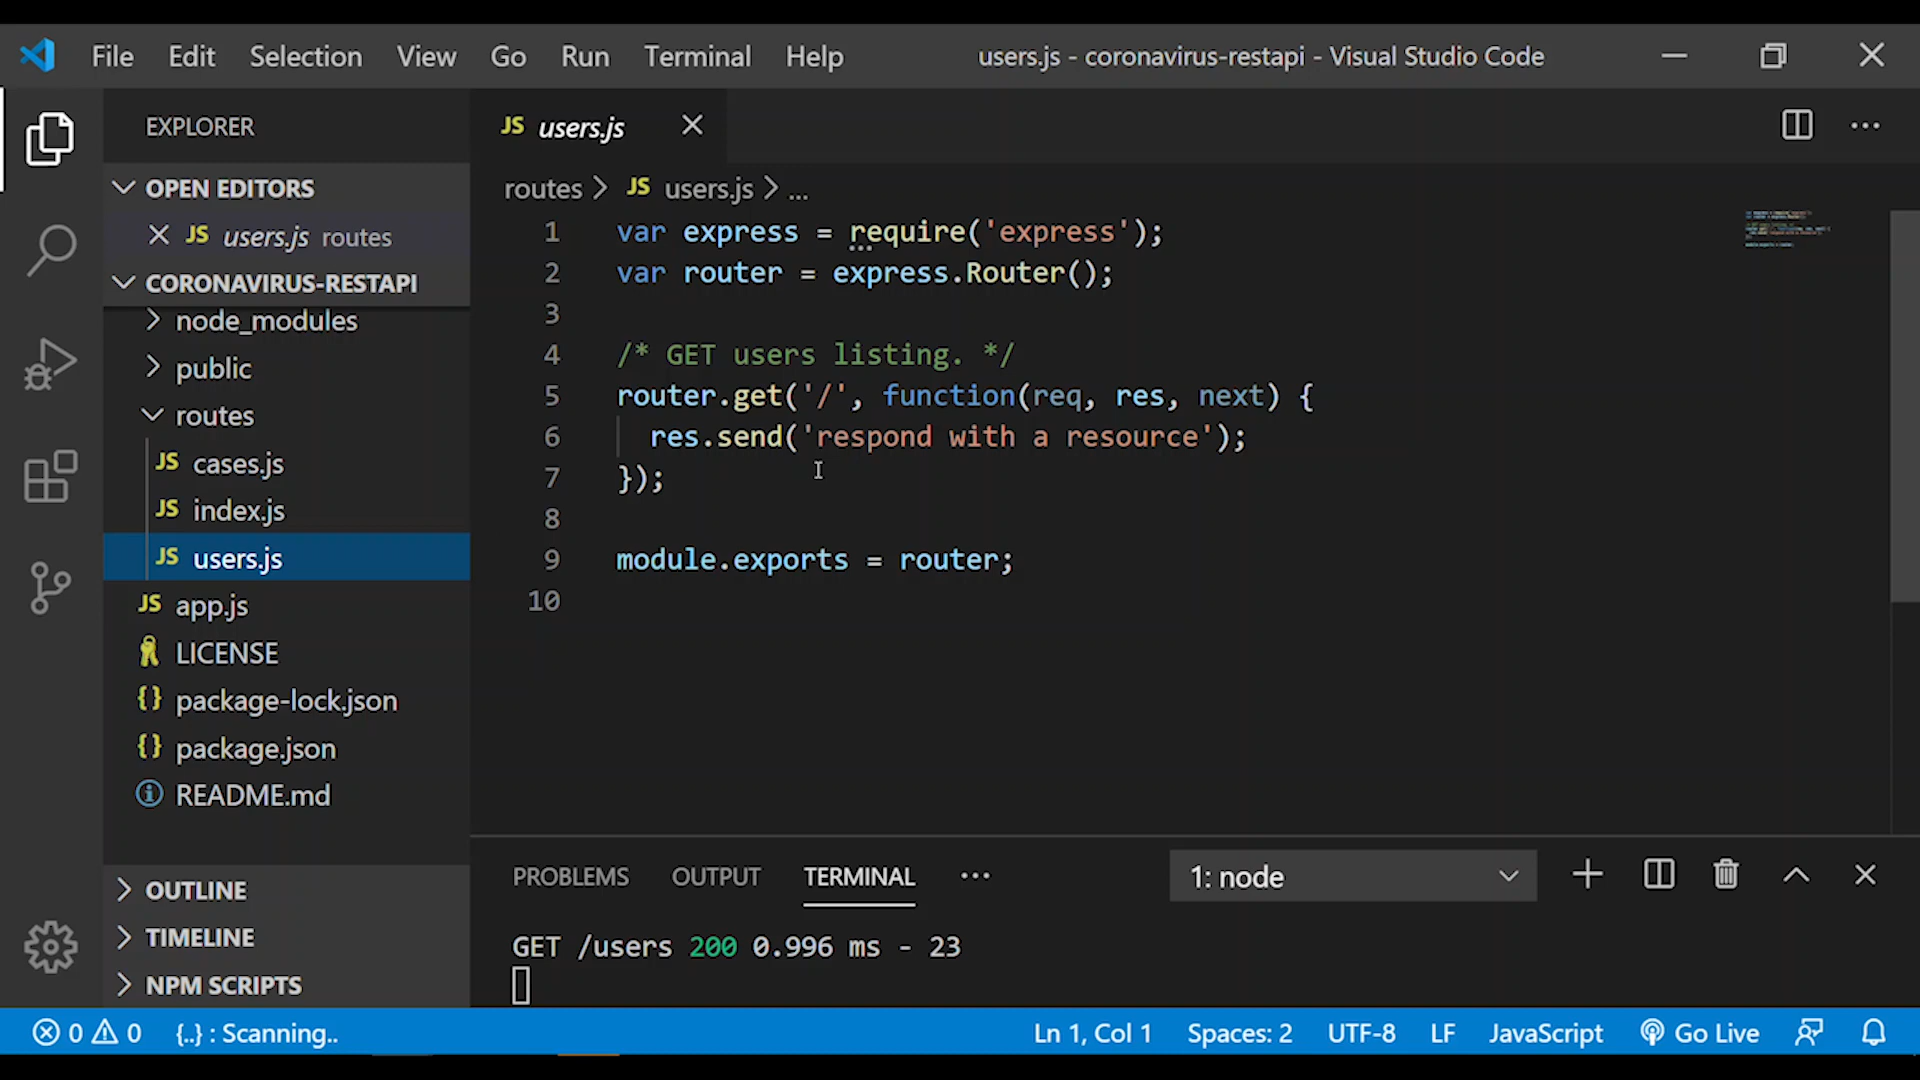 File Edit Selection View Go Run Terminal Help users.js - coronavirus-restapi - Visual Studio Code
EXPLORER
OPEN EDITORS
JS users.js routes
CORONAVIRUS-RESTAPI
node_modules
public
routes
JS cases.js
JS index.js
JS users.js
JS app.js
LICENSE
{} package-lock.json
{} package.json
README.md
OUTLINE
TIMELINE
NPM SCRIPTS
JS users.js
routes > JS users.js > ...
1 var express = require('express');
2 var router = express.Router();
3
4 /* GET users listing. */
5 router.get('/', function(req, res, next) {
6 res.send('respond with a resource');
7 });
8
9 module.exports = router;
10
PROBLEMS OUTPUT TERMINAL ... 1: node
GET /users 200 0.996 ms - 23
0 0 {..} : Scanning.. Ln 1, Col 1 Spaces: 2 UTF-8 LF JavaScript Go Live